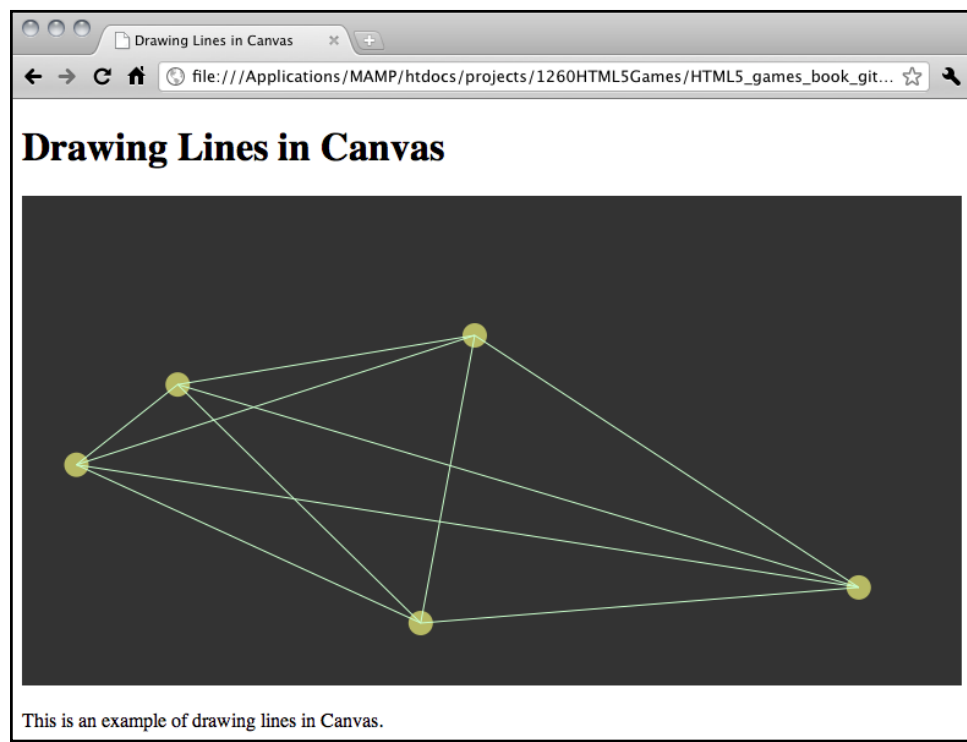 Drawing Lines in Canvas
file:///Applications/MAMP/htdocs/projects/1260HTML5Games/HTML5_games_book_git...
Drawing Lines in Canvas
This is an example of drawing lines in Canvas.